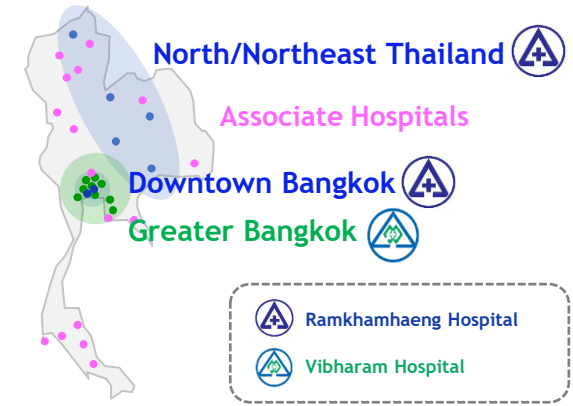 North/Northeast Thailand
Associate Hospitals
Downtown Bangkok
Greater Bangkok
Ramkhamhaeng Hospital
Vibharam Hospital